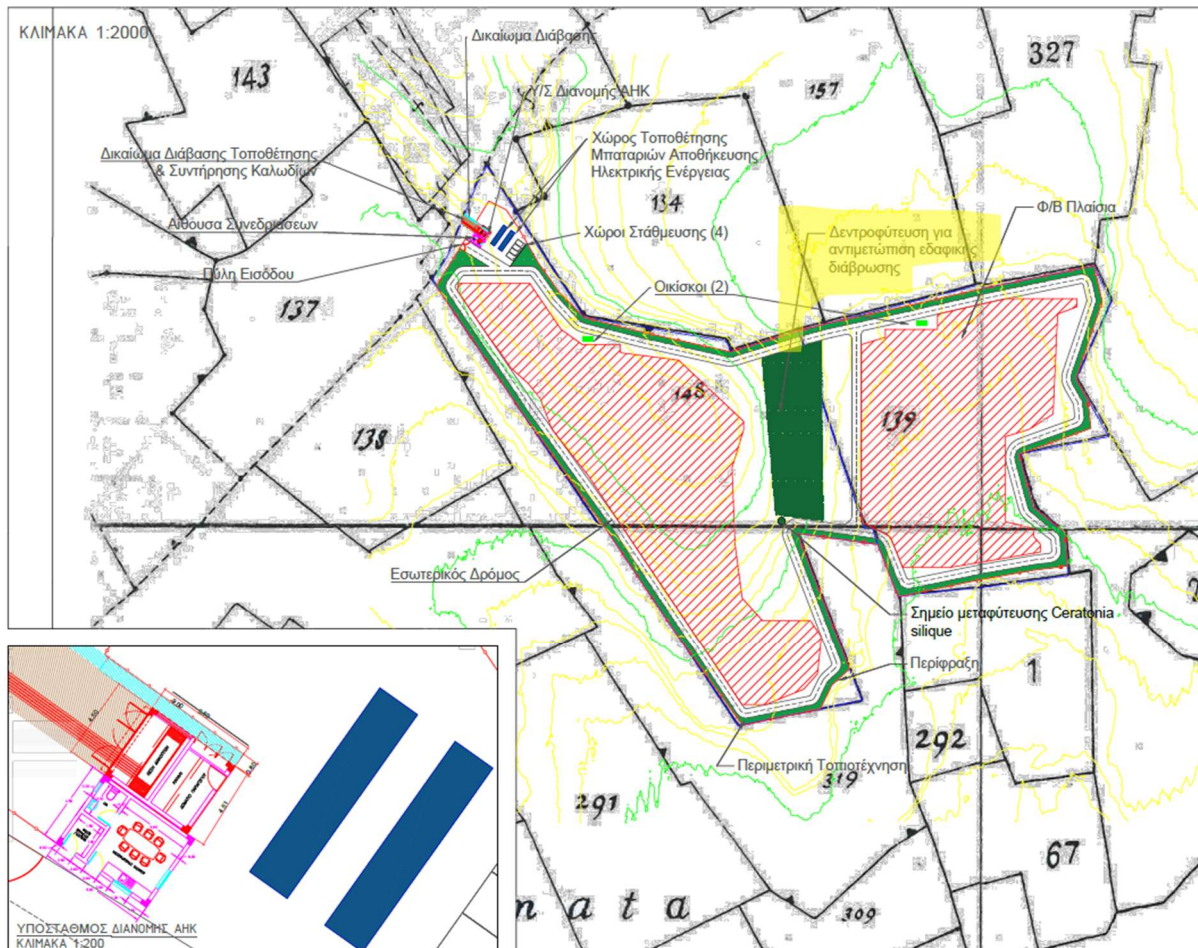 ΚΛΙΜΑΚΑ 1:2000
Δικαίωμα Διάβασης
327
143
157
Υ/Σ Διανομής ΑΗΚ
Χώρος Τοποθέτησης
Μπαταριών Αποθήκευσης
Ηλεκτρικής Ενέργειας
Δικαίωμα Διάβασης Τοποθέτησης
& Συντήρησης Καλωδίων
134
Φ/Β Πλαίσια
Αίθουσα Συνεδριάσεων
Χώροι Στάθμευσης (4)
Δεντροφύτευση για
αντιμετώπιση εδαφικής
διάβρωσης
Πύλη Εισόδου
Οικίσκοι (2)
137
148
139
138
Εσωτερικός Δρόμος
Σημείο μεταφύτευσης Ceratonia
silique
Περίφραξη
1
292
Περιμετρική Τοπιοτέχνηση
319
291
67
309
mata
ΥΠΟΣΤΑΘΜΟΣ ΔΙΑΝΟΜΗΣ ΑΗΚ
ΚΛΙΜΑΚΑ 1:200